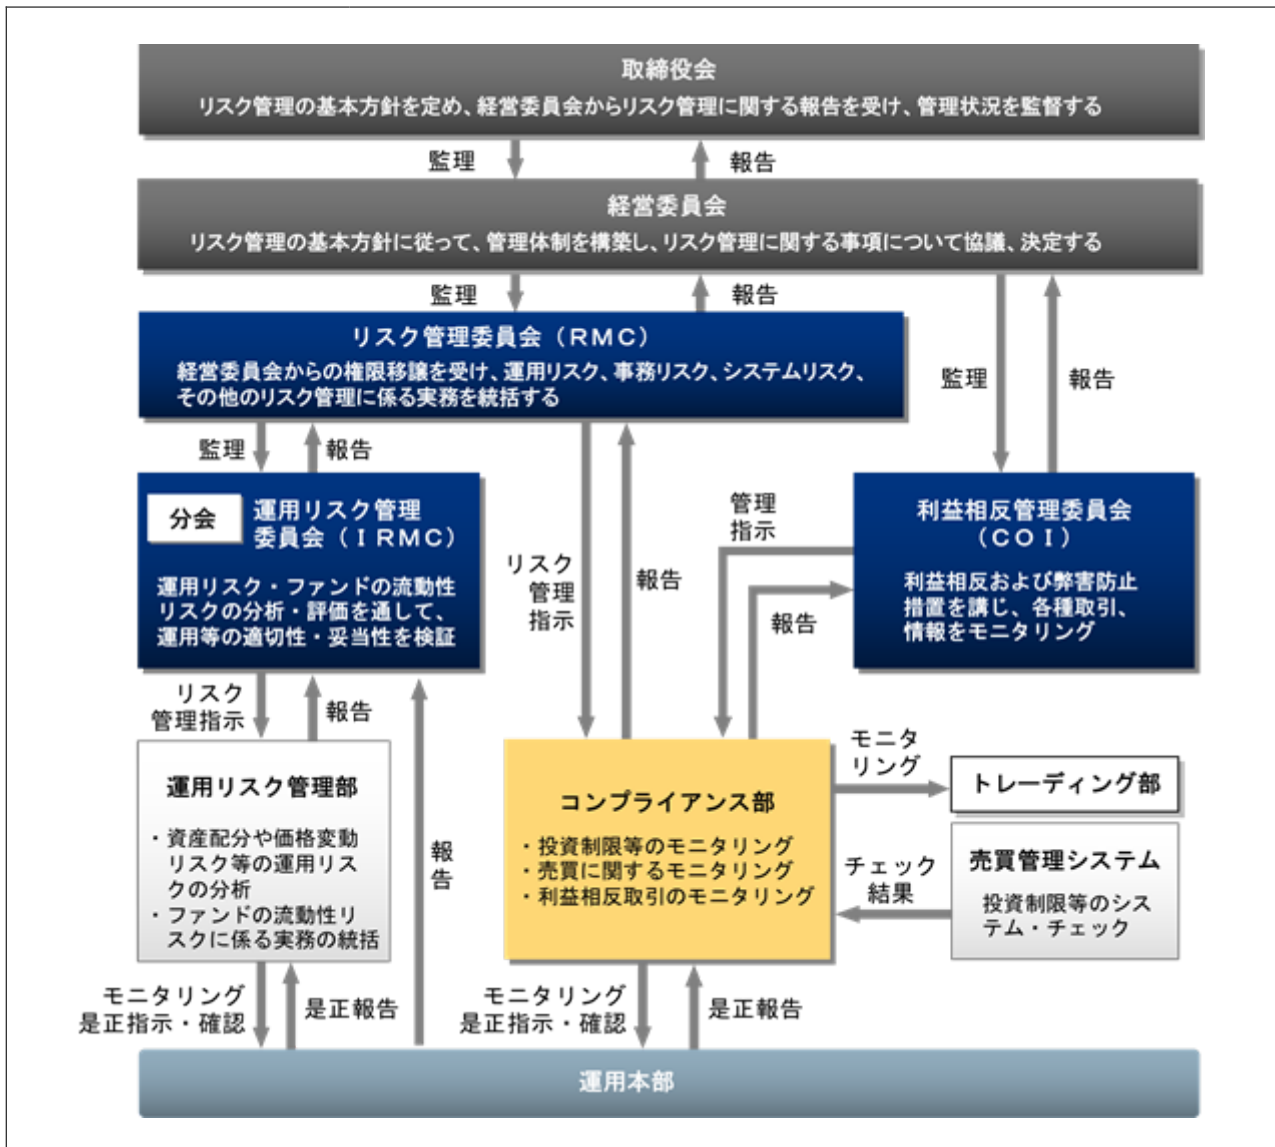 取締役会
リスク管理の基本方針を定め、経営委員会からリスク管理に関する報告を受け、管理状況を監督する
監理
報告
経営委員会
リスク管理の基本方針に従って、管理体制を構築し、リスク管理に関する事項について協議、決定する
監理
報告
リスク管理委員会（ＲＭＣ）
経営委員会からの権限移譲を受け、運用リスク、事務リスク、システムリスク、
その他のリスク管理に係る実務を統括する
監理
報告
監理
報告
分会
運用リスク管理
委員会（ＩＲＭＣ）
運用リスク・ファンドの流動性
リスクの分析・評価を通して、
運用等の適切性・妥当性を検証
リスク
管理
指示
報告
管理
指示
報告
利益相反管理委員会
（ＣＯＩ）
利益相反および弊害防止
措置を講じ、各種取引、
情報をモニタリング
リスク
管理指示
報告
運用リスク管理部
・資産配分や価格変動
リスク等の運用リス
クの分析
・ファンドの流動性リ
スクに係る実務の統括
報
告
コンプライアンス部
・投資制限等のモニタリング
・売買に関するモニタリング
・利益相反取引のモニタリング
モニタ
リング
トレーディング部
チェック
結果
売買管理システム
投資制限等のシス
テム・チェック
モニタリング
是正指示・確認
是正報告
モニタリング
是正指示・確認
是正報告
運用本部